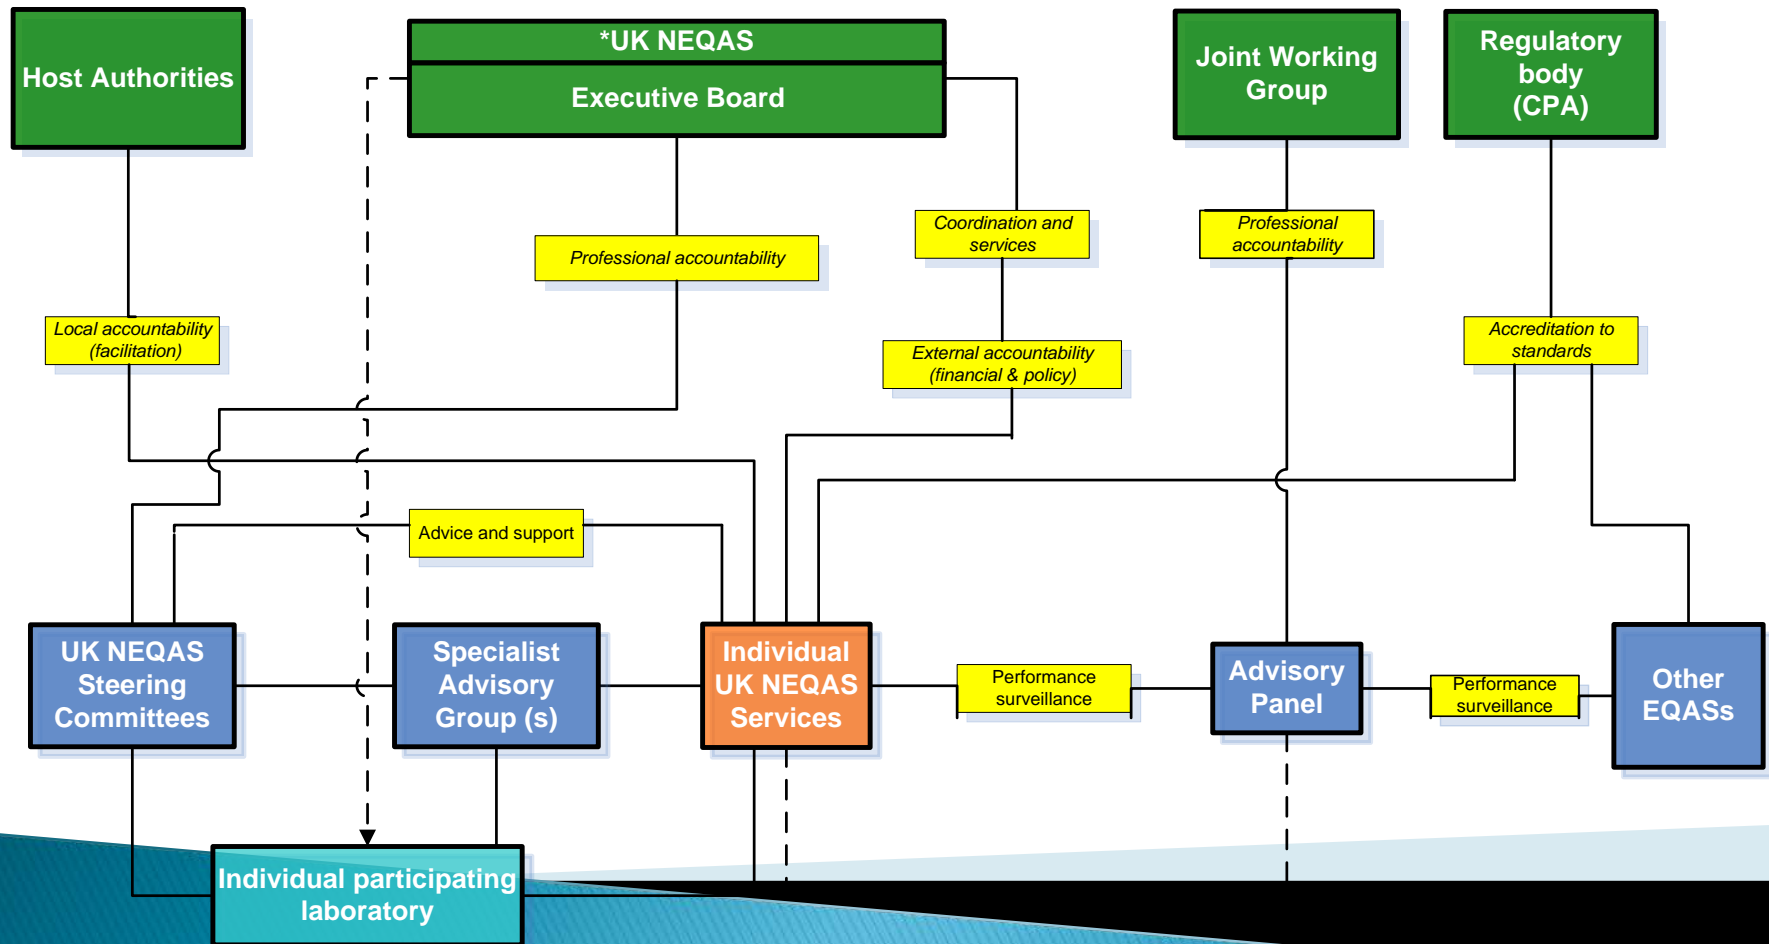 Host Authorities
*UK NEQAS
Executive Board
Joint Working
Group
Regulatory
body
(CPA)
Professional accountability
Coordination and
services
Professional
accountability
Local accountability
(facilitation)
External accountability
(financial & policy)
Accreditation to
standards
Advice and support
UK NEQAS
Steering
Committees
Specialist
Advisory
Group (s)
Individual
UK NEQAS
Services
Performance
surveillance
Advisory
Panel
Performance
surveillance
Other
EQASs
Individual participating
laboratory